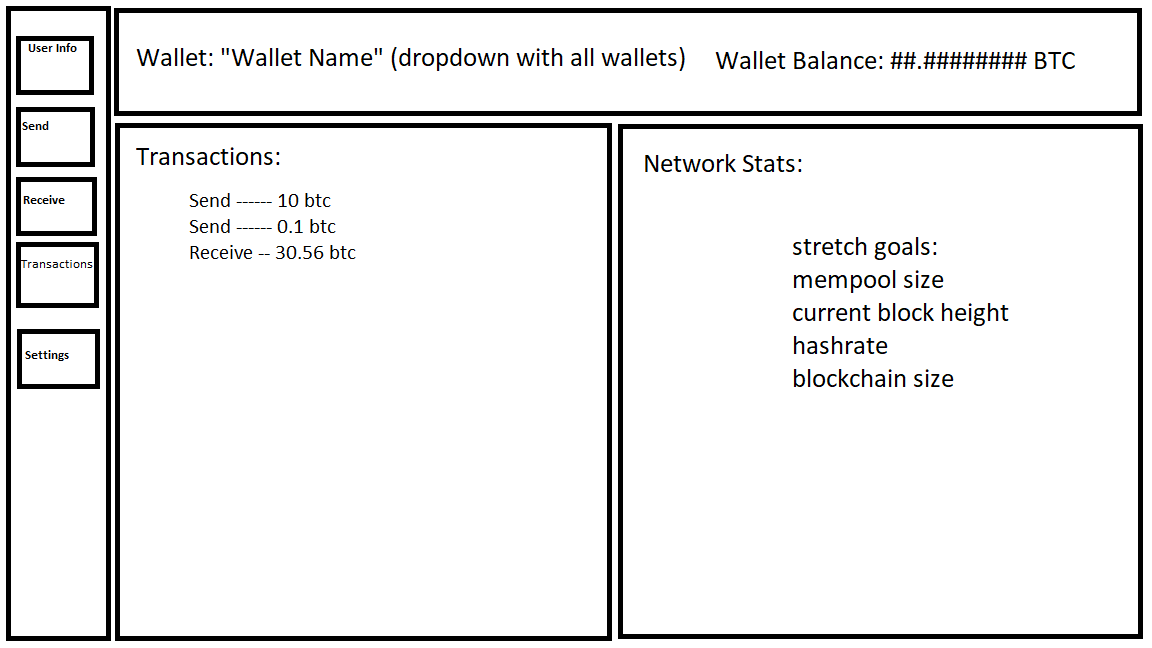 User Info
Send
Receive
Transactions
Settings
Wallet: "Wallet Name" (dropdown with all wallets)
Wallet Balance: ##.######## BTC
Transactions:
Send ------ 10 btc
Send ------ 0.1 btc
Receive -- 30.56 btc
Network Stats:
stretch goals:
mempool size
current block height
hashrate
blockchain size